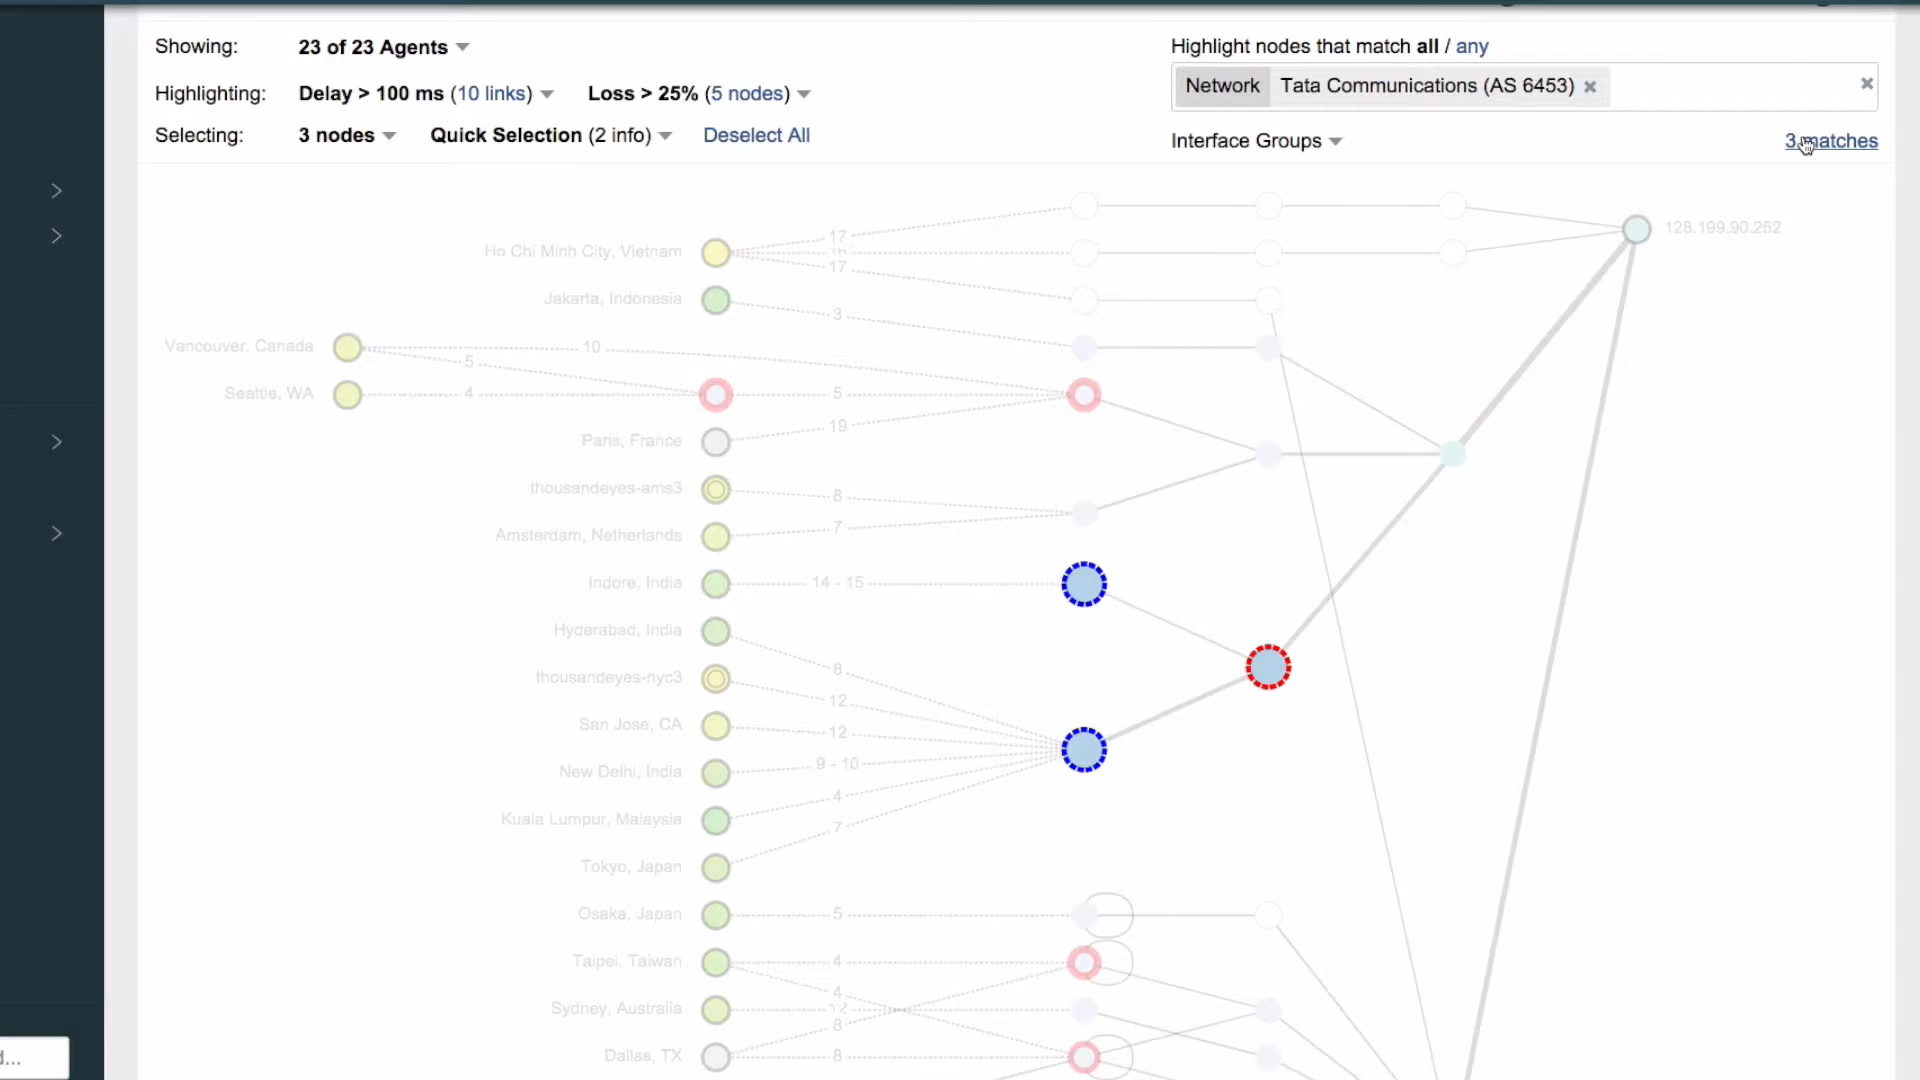 Showing: 23 of 23 Agents
Highlight nodes that match all / any
Highlighting: Delay > 100 ms (10 links) Loss > 25% (5 nodes)
Network Tata Communications (AS 6453)
Selecting: 3 nodes Quick Selection (2 info) Deselect All
Interface Groups
3 matches
128.199.90.252
17
Ho Chi Minh City, Vietnam
17
Jakarta, Indonesia
3
Vancouver, Canada
10
5
Seattle, WA
4
5
19
Paris, France
thousandeyes-ams3
8
7
Amsterdam, Netherlands
Indore, India
14 - 15
Hyderabad, India
8
thousandeyes-nyc3
12
San Jose, CA
12
New Delhi, India
9 - 10
4
Kuala Lumpur, Malaysia
7
Tokyo, Japan
Osaka, Japan
5
Taipei, Taiwan
4
4
Sydney, Australia
12
8
Dallas, TX
8
d...